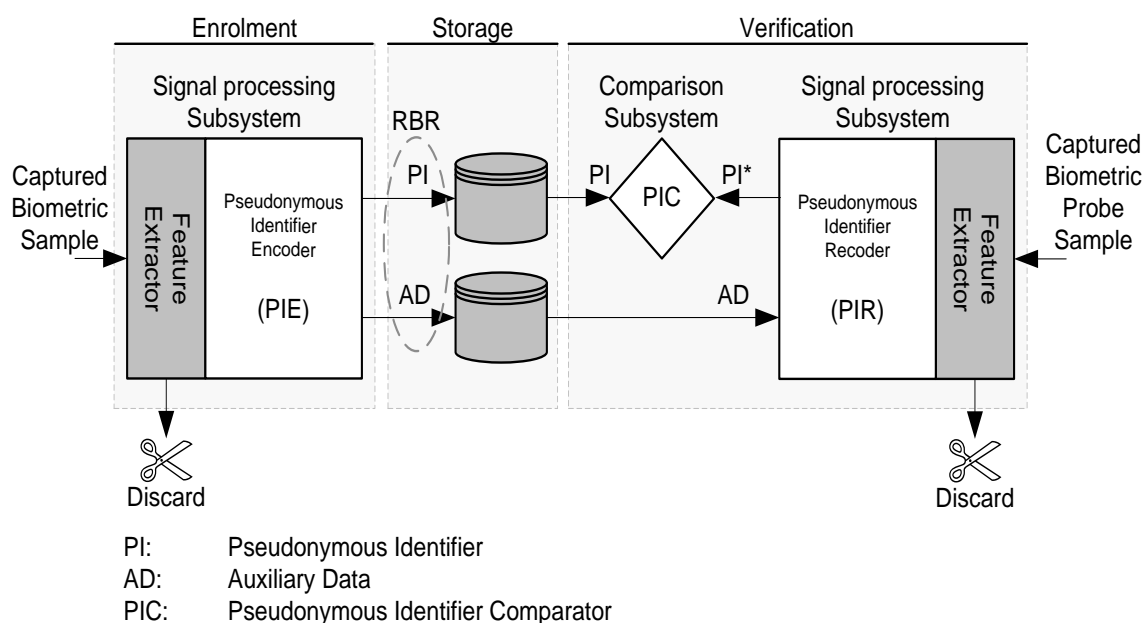 Enrolment
Storage
Verification
Signal processing
Subsystem
Comparison
Subsystem
Signal processing
Subsystem
RBR
Captured
Biometric
Sample
Feature
Extractor
Pseudonymous
Identifier
Encoder
(PIE)
PI
AD
PI
PIC
PI*
AD
Pseudonymous
Identifier
Recoder
(PIR)
Feature
Extractor
Captured
Biometric
Probe
Sample
Discard
Discard
PI: Pseudonymous Identifier
AD: Auxiliary Data
PIC: Pseudonymous Identifier Comparator